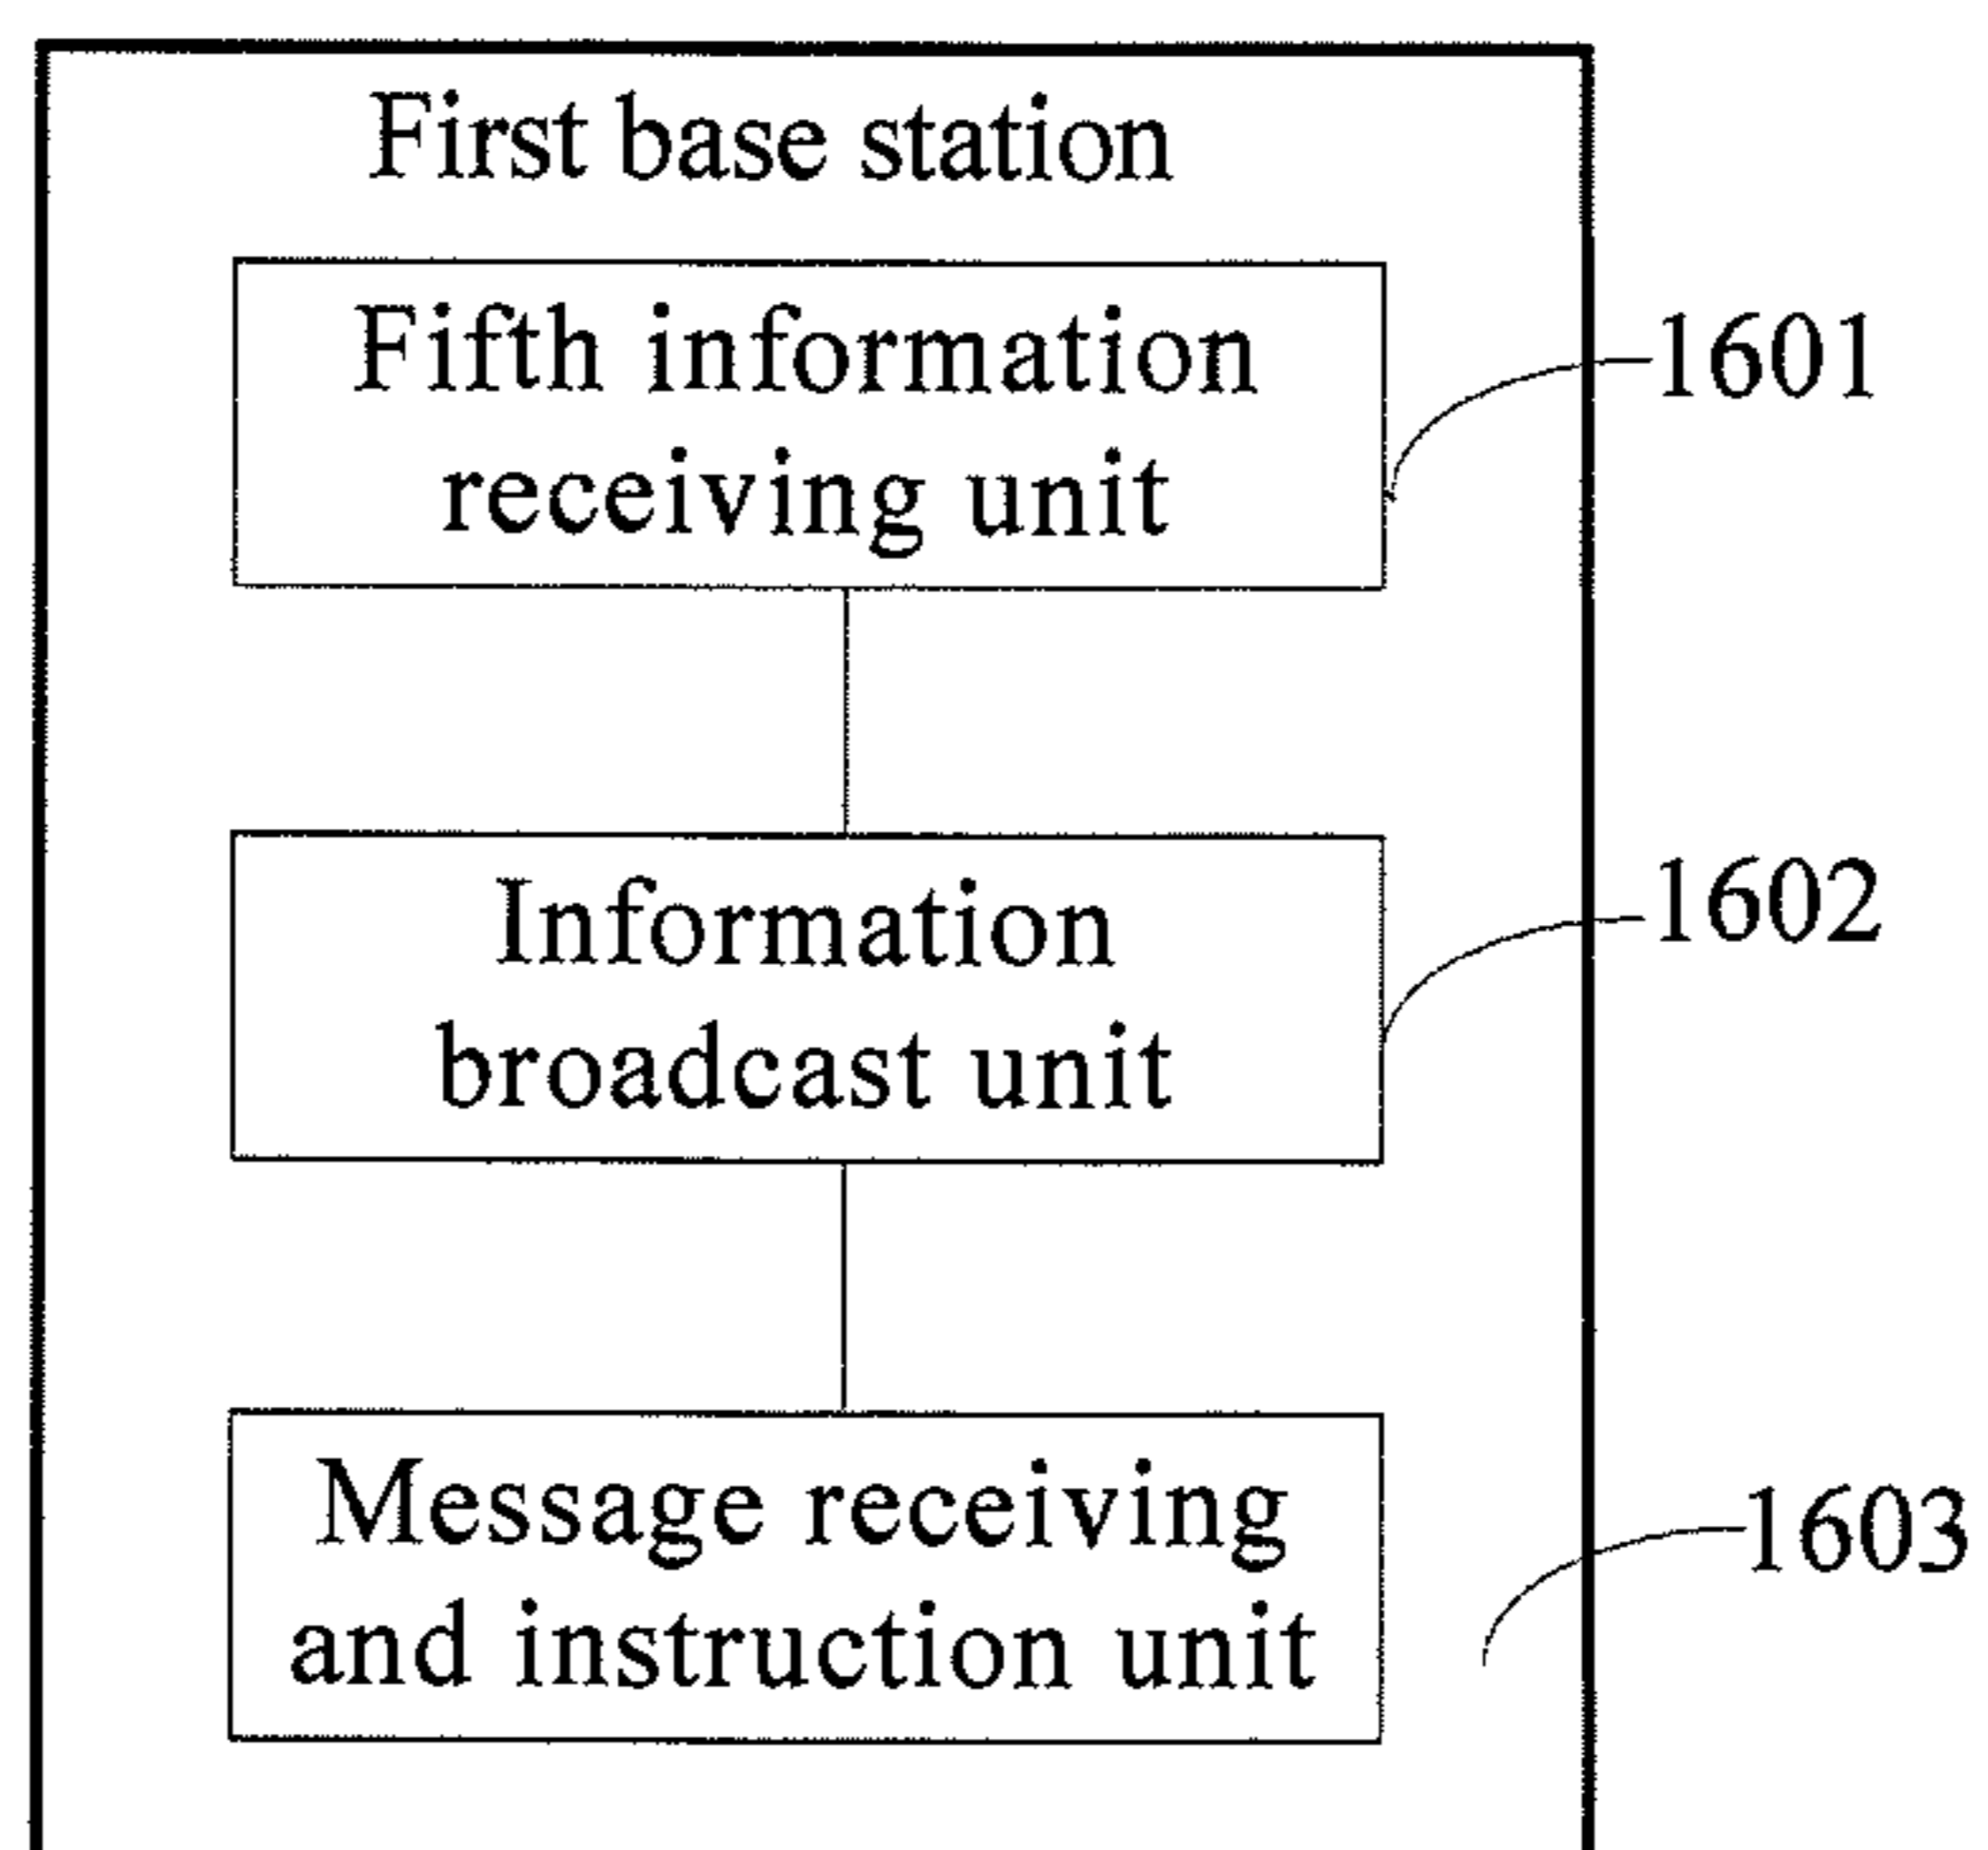 First base station
Fifth information
receiving unit
1601
Information
broadcast unit
1602
Message receiving
and instruction unit
1603